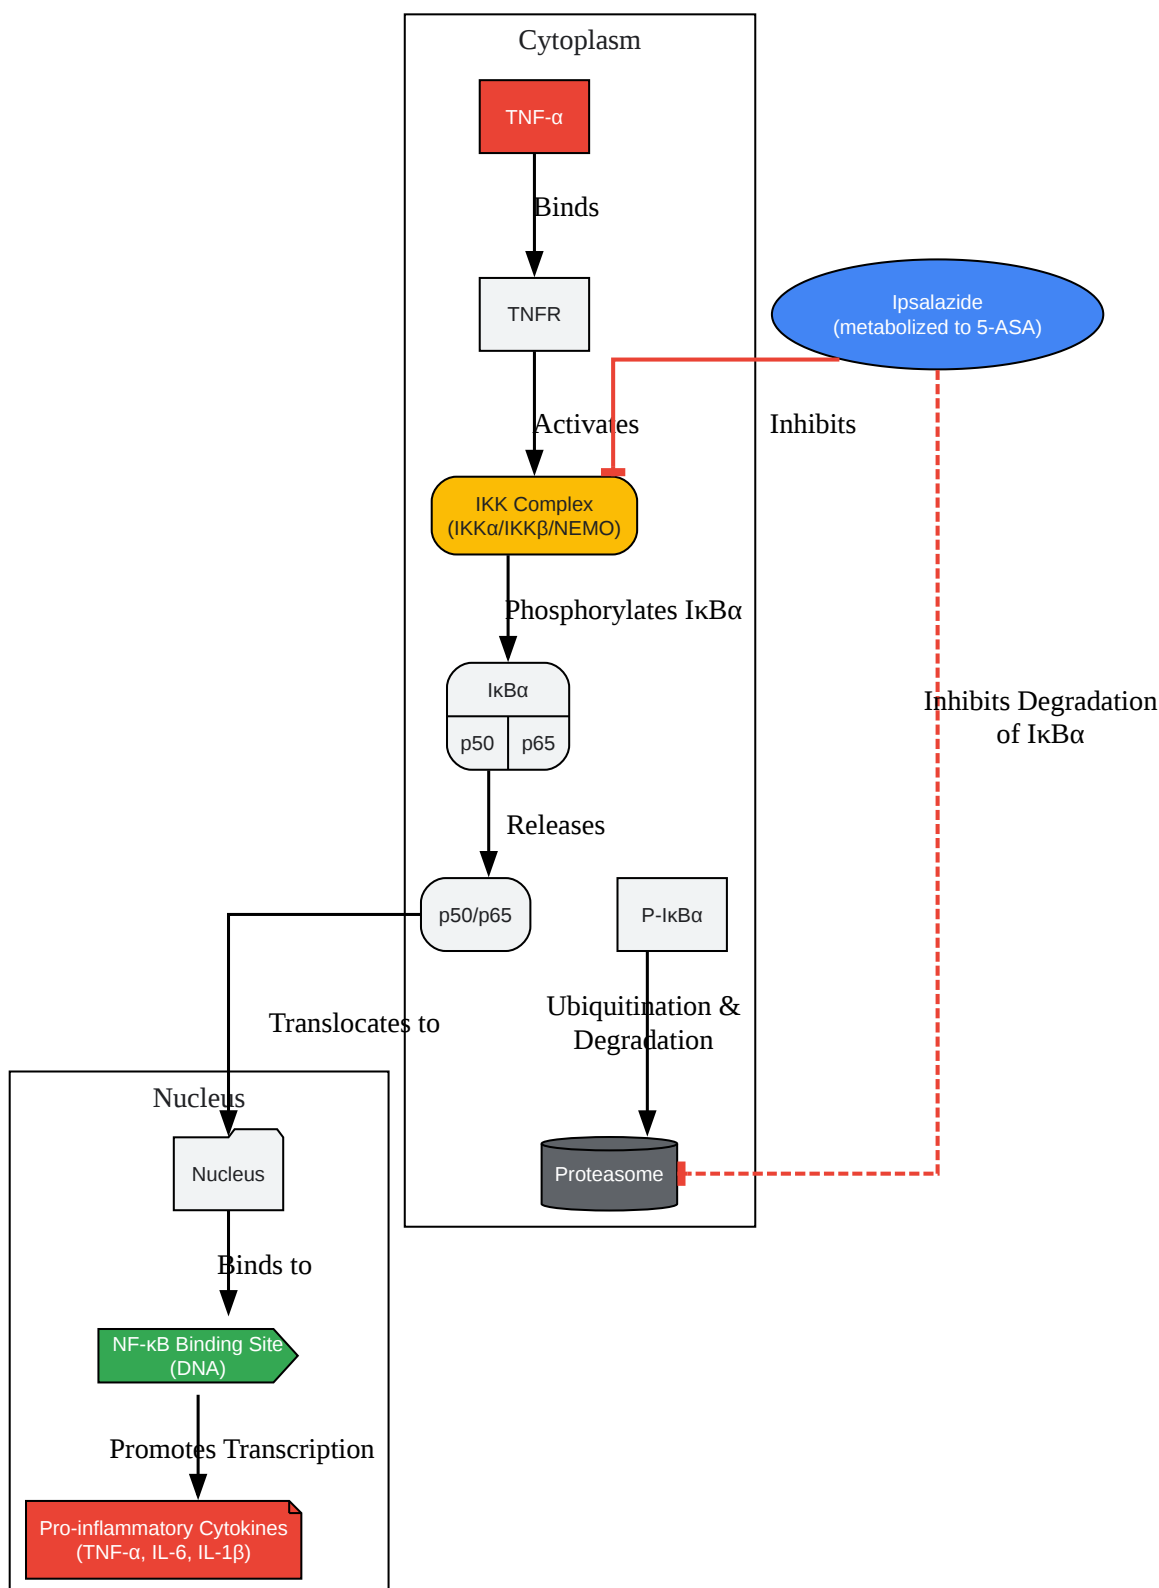 Cytoplasm
TNF-α
Binds
TNFR
Ipsalazide
(metabolized to 5-ASA)
Activates
Inhibits
IKK Complex
(IKKα/IKKβ/NEMO)
Phosphorylates IκBα
IκBα
p50
p65
Inhibits Degradation
of IκBα
Releases
p50/p65
P-IκBα
Ubiquitination &
Degradation
Translocates to
Nucleus
Nucleus
Proteasome
Binds to
NF-κB Binding Site
(DNA)
Promotes Transcription
Pro-inflammatory Cytokines
(TNF-α, IL-6, IL-1β)